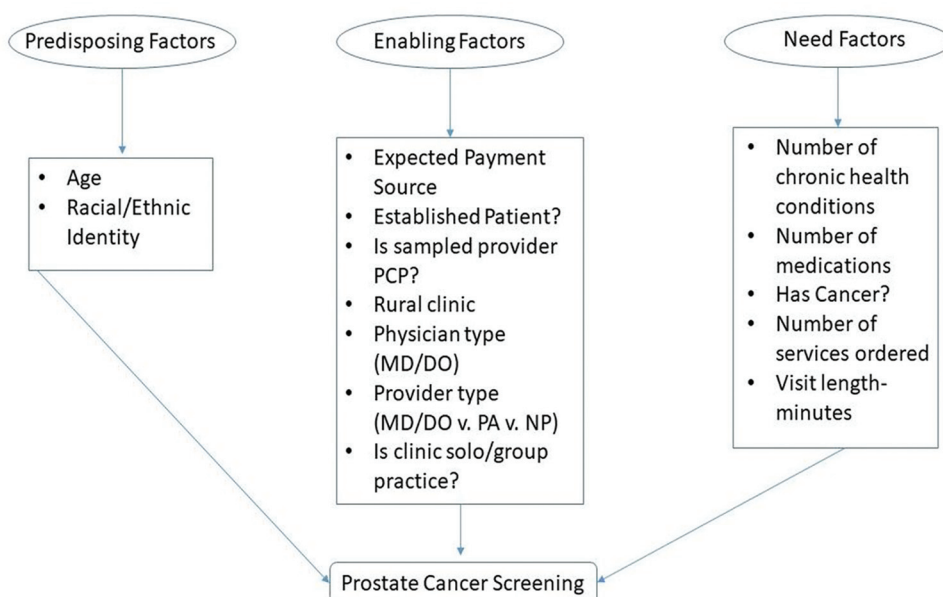 Predisposing Factors
Enabling Factors
Need Factors
• Age
• Racial/Ethnic
Identity
• Expected Payment
Source
• Established Patient?
• Is sampled provider
PCP?
• Rural clinic
• Physician type
(MD/DO)
• Provider type
(MD/DO v. PA v. NP)
• Is clinic solo/group
practice?
• Number of
chronic health
conditions
• Number of
medications
• Has Cancer?
• Number of
services ordered
• Visit length-
minutes
Prostate Cancer Screening